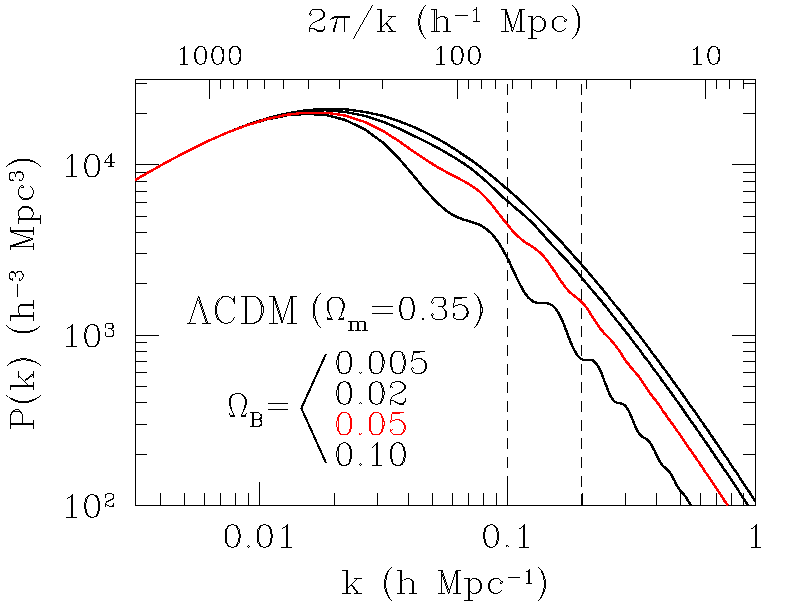 2π/k (h⁻¹ Mpc)
1000 100 10
P(k) (h⁻³ Mpc³)
10⁴
10³
10²
ΛCDM (Ωₘ=0.35)
Ω_B=
0.005
0.02
0.05
0.10
0.01 0.1 1
k (h Mpc⁻¹)